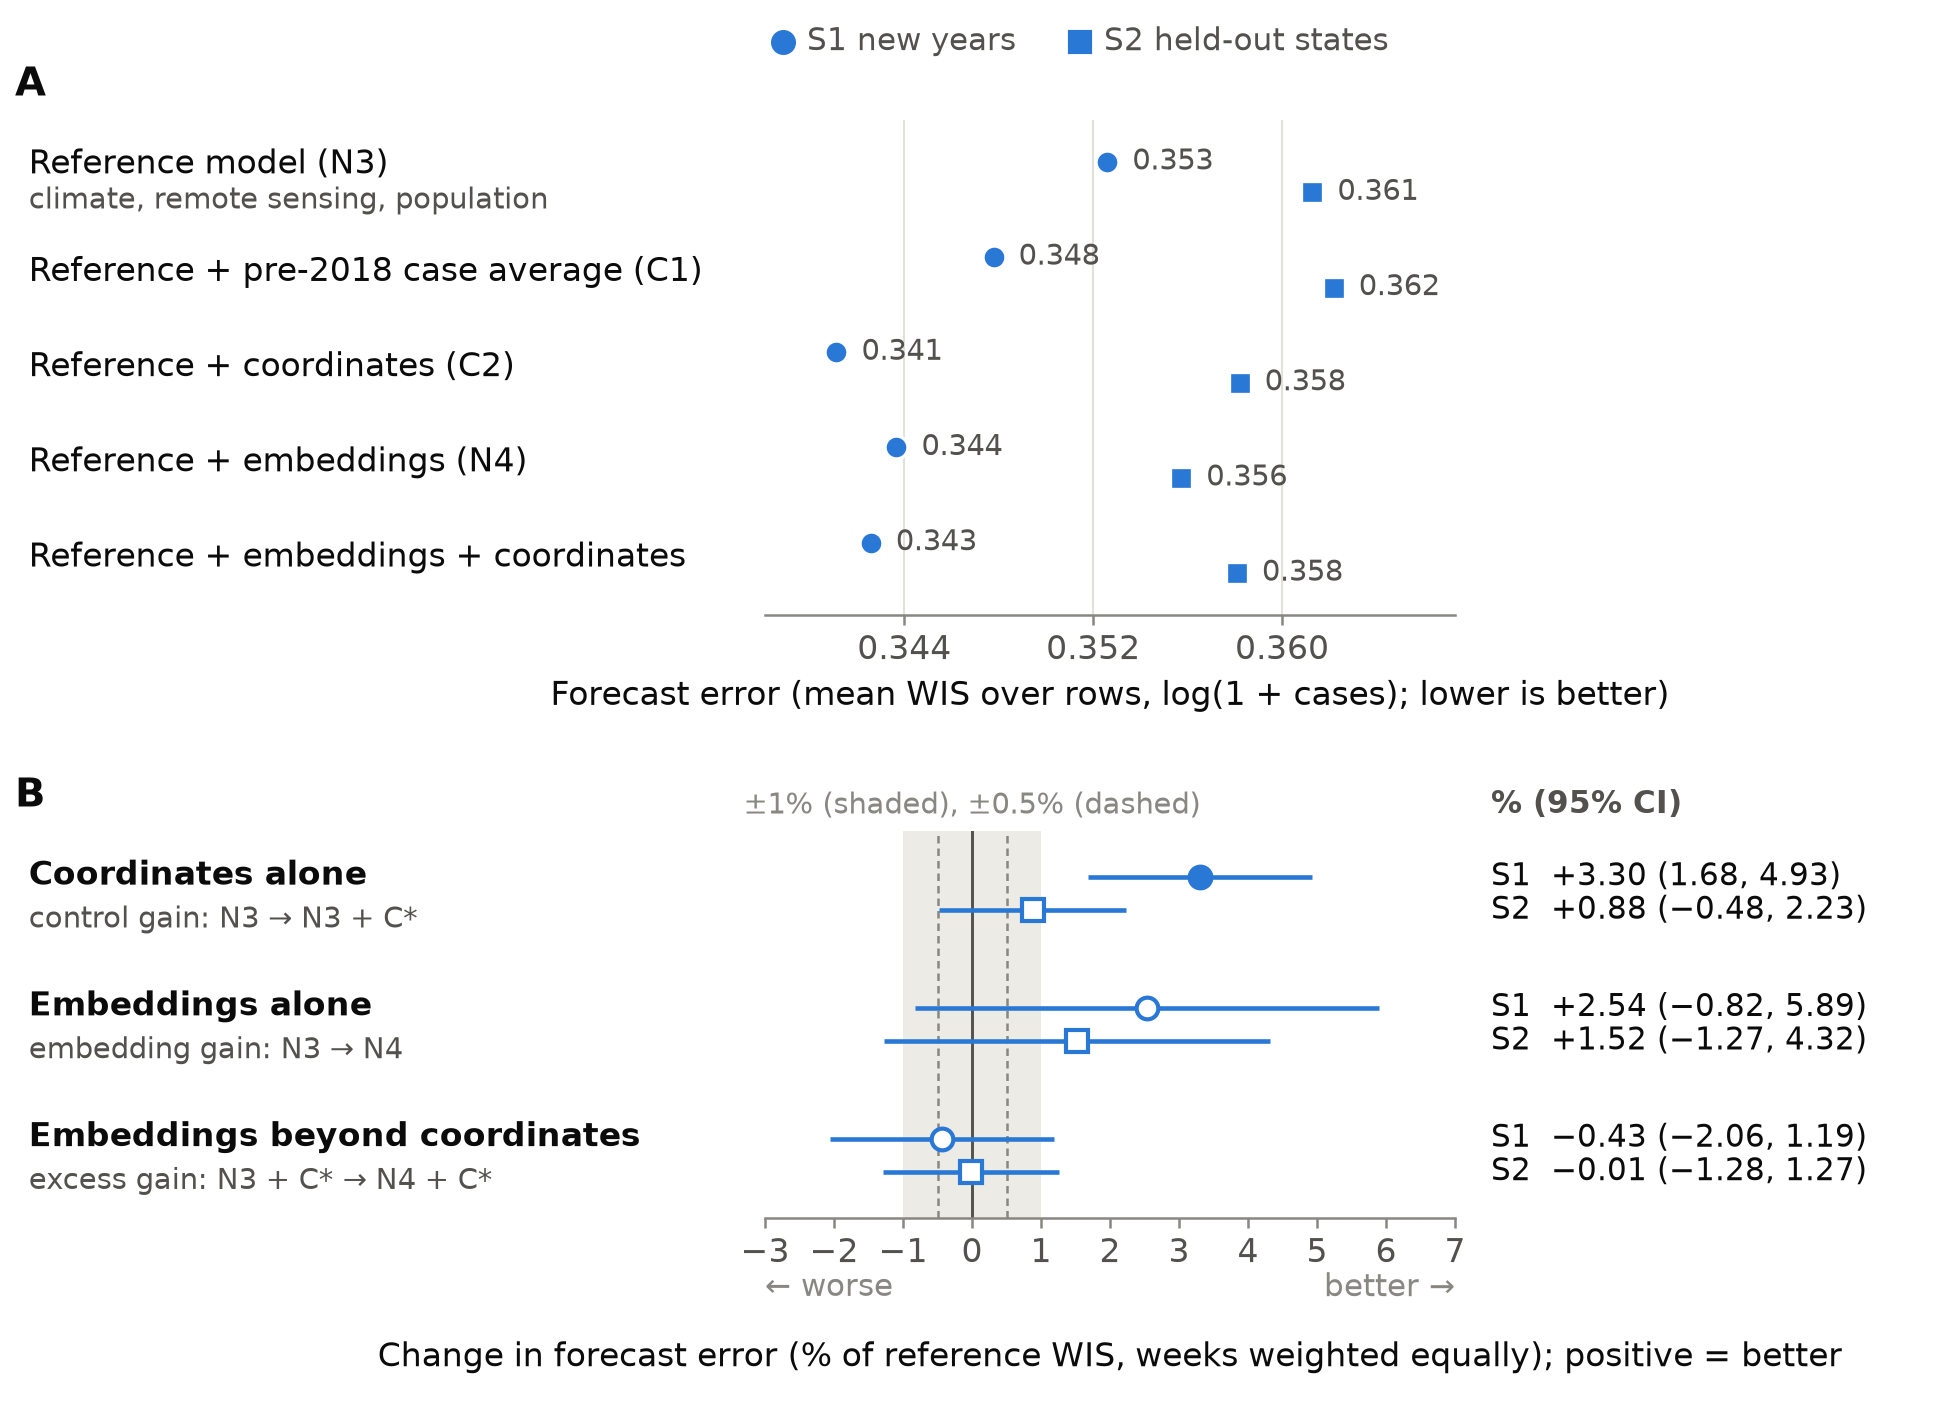 S1 new years
S2 held-out states
A
Reference model (N3)
climate, remote sensing, population
0.353
0.361
Reference + pre-2018 case average (C1)
0.348
0.362
Reference + coordinates (C2)
0.341
0.358
Reference + embeddings (N4)
0.344
0.356
Reference + embeddings + coordinates
0.343
0.358
0.344 0.352 0.360
Forecast error (mean WIS over rows, log(1 + cases); lower is better)
B
±1% (shaded), ±0.5% (dashed)
% (95% CI)
Coordinates alone
control gain: N3 → N3 + C*
S1 +3.30 (1.68, 4.93)
S2 +0.88 (−0.48, 2.23)
Embeddings alone
embedding gain: N3 → N4
S1 +2.54 (−0.82, 5.89)
S2 +1.52 (−1.27, 4.32)
Embeddings beyond coordinates
excess gain: N3 + C* → N4 + C*
S1 −0.43 (−2.06, 1.19)
S2 −0.01 (−1.28, 1.27)
−3 −2 −1 0 1 2 3 4 5 6 7
← worse
better →
Change in forecast error (% of reference WIS, weeks weighted equally); positive = better